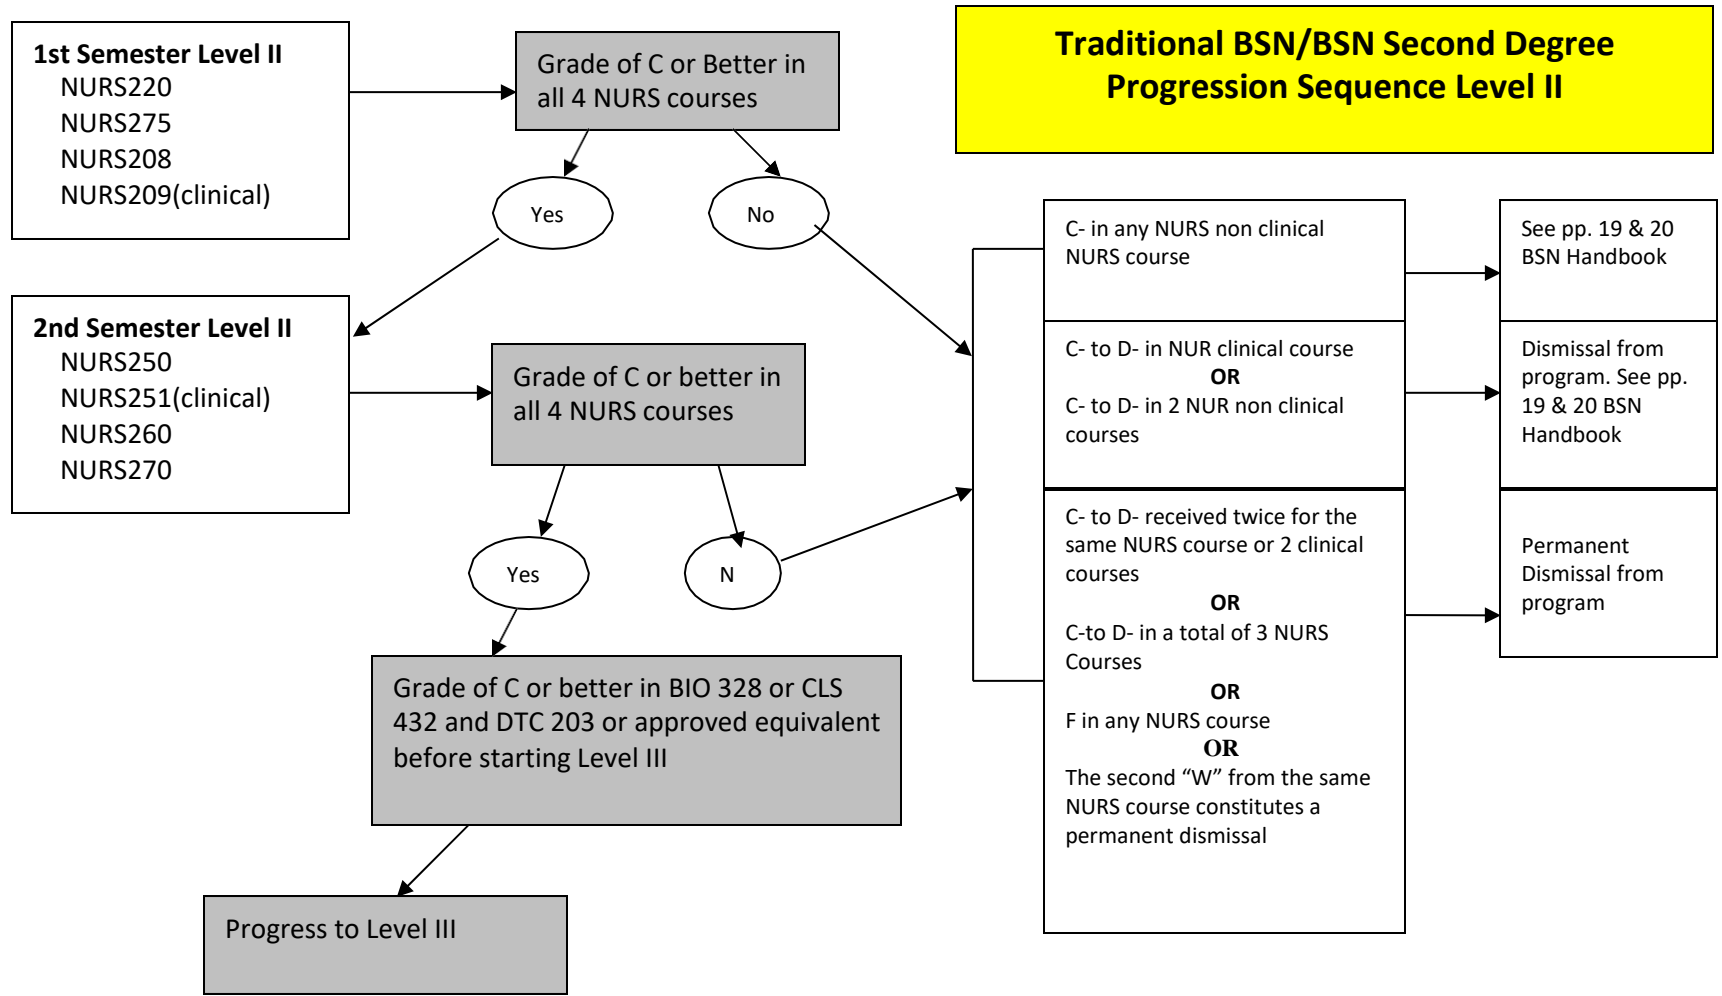 Traditional BSN/BSN Second Degree
Progression Sequence Level II
1st Semester Level II
NURS220
NURS275
NURS208
NURS209(clinical)
Grade of C or Better in
all 4 NURS courses
Yes
No
2nd Semester Level II
NURS250
NURS251(clinical)
NURS260
NURS270
Grade of C or better in
all 4 NURS courses
Yes
N
Grade of C or better in BIO 328 or CLS
432 and DTC 203 or approved equivalent
before starting Level III
Progress to Level III
C- in any NURS non clinical
NURS course
See pp. 19 & 20
BSN Handbook
C- to D- in NUR clinical course
OR
C- to D- in 2 NUR non clinical
courses
Dismissal from
program. See pp.
19 & 20 BSN
Handbook
C- to D- received twice for the
same NURS course or 2 clinical
courses
OR
C-to D- in a total of 3 NURS
Courses
OR
F in any NURS course
OR
The second “W” from the same
NURS course constitutes a
permanent dismissal
Permanent
Dismissal from
program